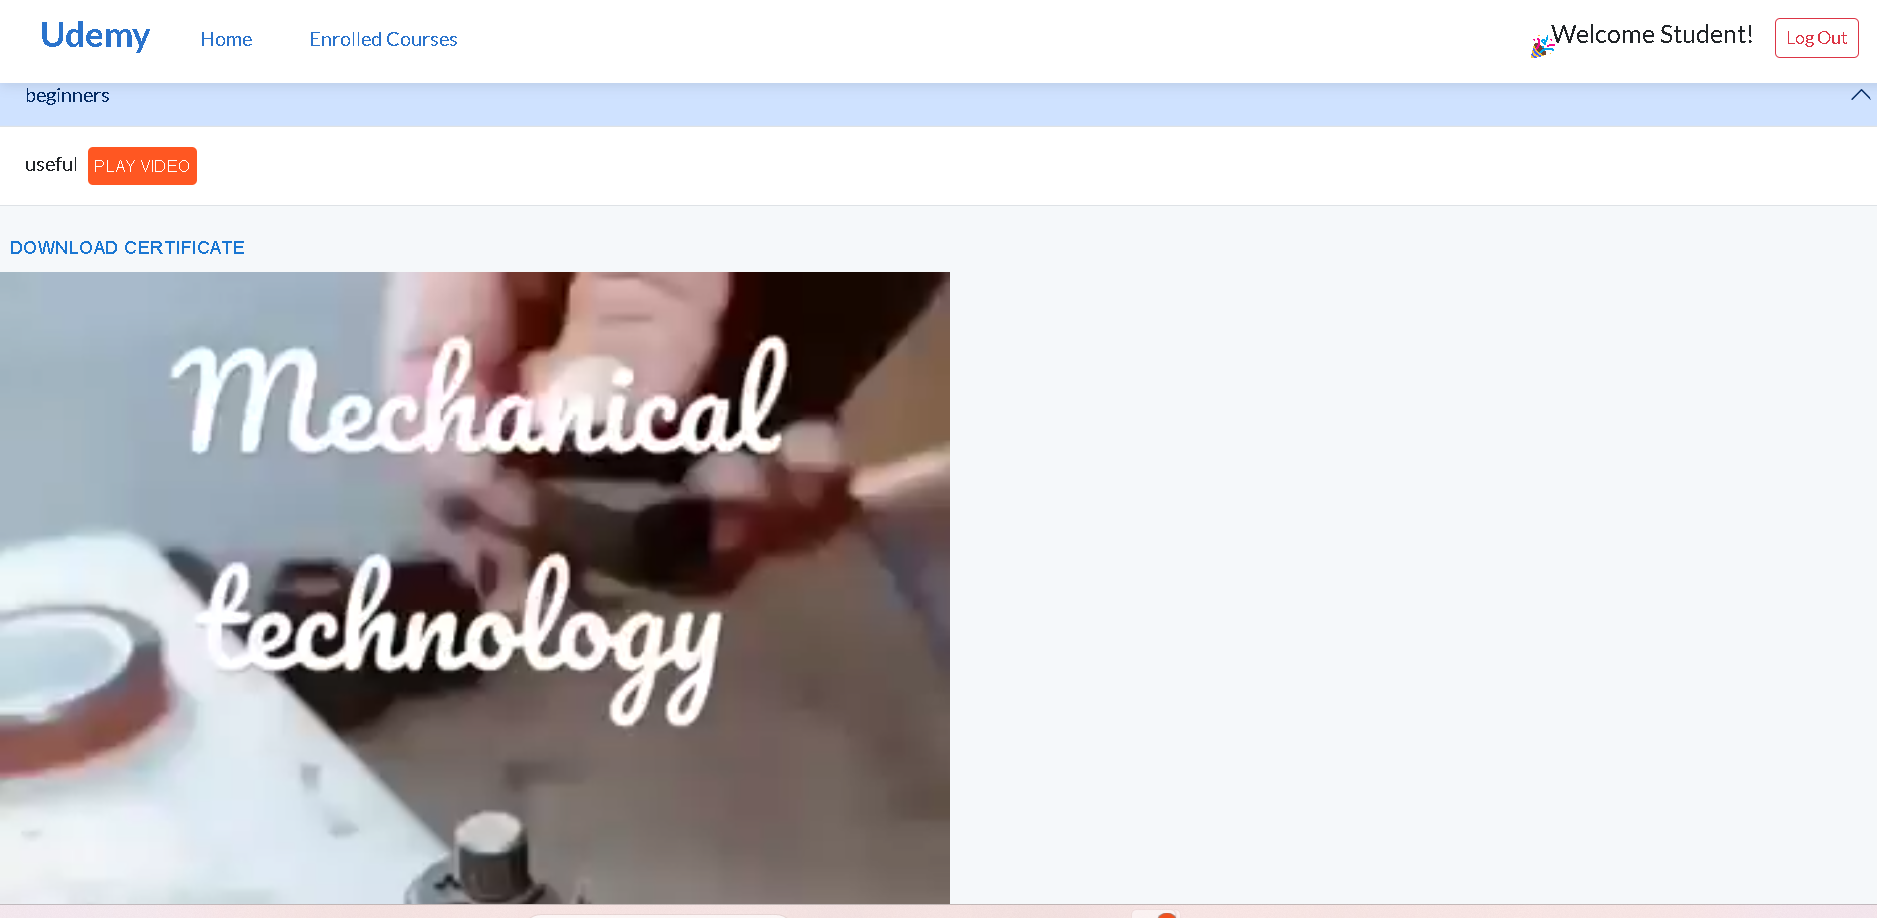 Udemy Home Enrolled Courses Welcome Student! Log Out
beginners
useful PLAY VIDEO
DOWNLOAD CERTIFICATE
Mechanical
technology